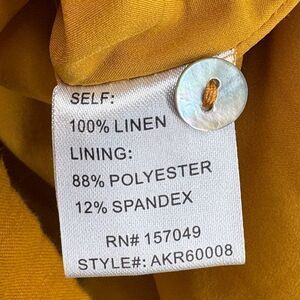 SELF:
100% LINEN
LINING:
88% POLYESTER
12% SPANDEX
RN# 157049
STYLE#: AKR60008